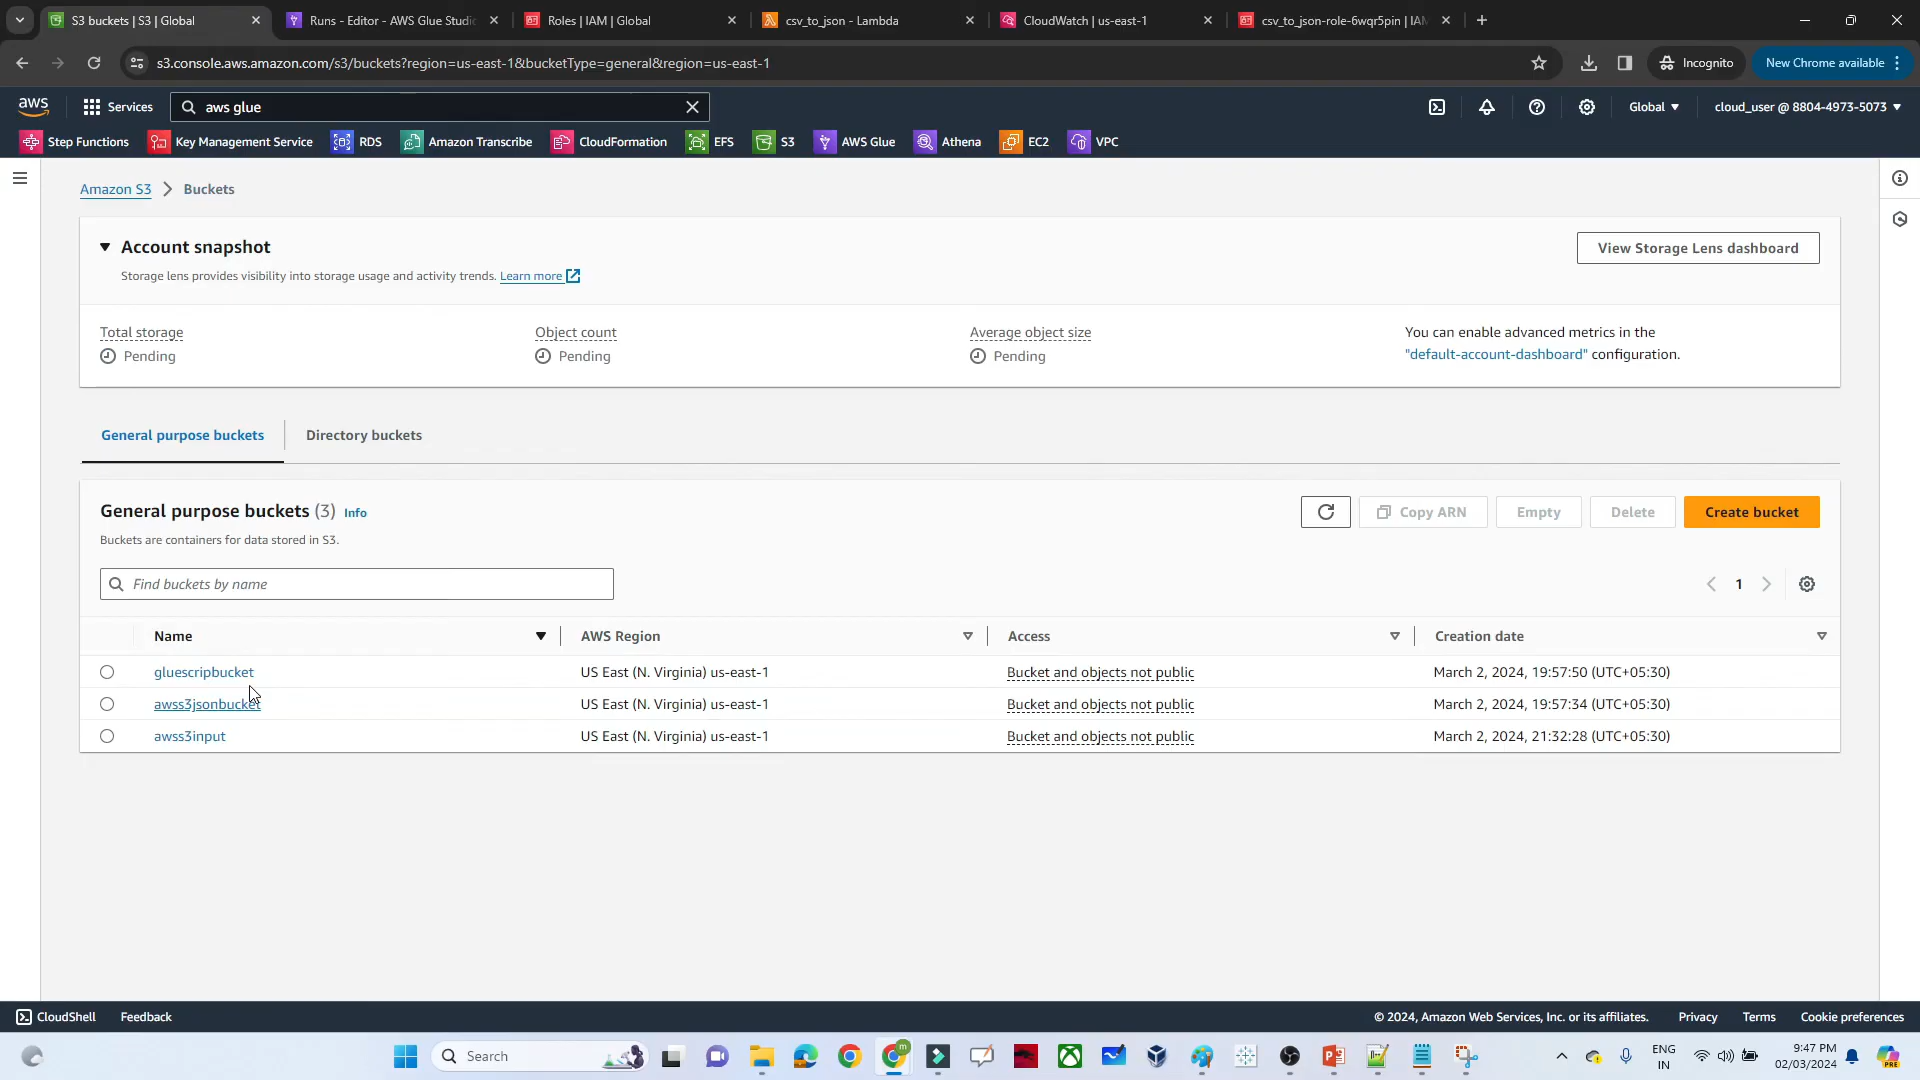 S3 buckets | S3 | Global
Runs - Editor - AWS Glue Studio
Roles | IAM | Global
csv_to_json - Lambda
CloudWatch | us-east-1
csv_to_json-role-6wqr5pin | IAM
s3.console.aws.amazon.com/s3/buckets?region=us-east-1&bucketType=general&region=us-east-1
Incognito
New Chrome available
aws
Services
aws glue
Global
cloud_user @ 8804-4973-5073
Step Functions
Key Management Service
RDS
Amazon Transcribe
CloudFormation
EFS
S3
AWS Glue
Athena
EC2
VPC
Amazon S3 > Buckets
Account snapshot
View Storage Lens dashboard
Storage lens provides visibility into storage usage and activity trends. Learn more
Total storage
Pending
Object count
Pending
Average object size
Pending
You can enable advanced metrics in the
"default-account-dashboard" configuration.
General purpose buckets
Directory buckets
General purpose buckets (3) Info
Copy ARN
Empty
Delete
Create bucket
Buckets are containers for data stored in S3.
Find buckets by name
1
Name
AWS Region
Access
Creation date
gluescripbucket
US East (N. Virginia) us-east-1
Bucket and objects not public
March 2, 2024, 19:57:50 (UTC+05:30)
awss3jsonbucket
US East (N. Virginia) us-east-1
Bucket and objects not public
March 2, 2024, 19:57:34 (UTC+05:30)
awss3input
US East (N. Virginia) us-east-1
Bucket and objects not public
March 2, 2024, 21:32:28 (UTC+05:30)
CloudShell
Feedback
© 2024, Amazon Web Services, Inc. or its affiliates.
Privacy
Terms
Cookie preferences
Search
ENG
IN
9:47 PM
02/03/2024